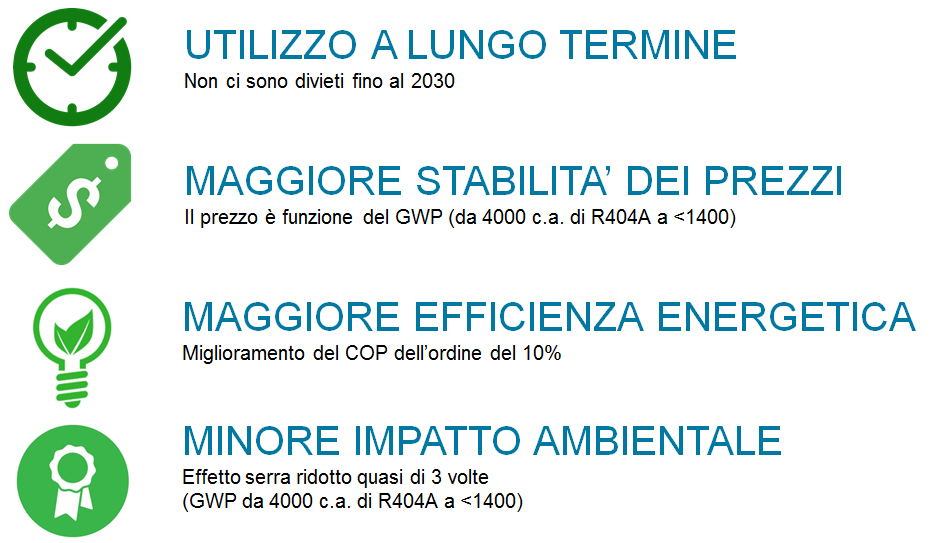 UTILIZZO A LUNGO TERMINE
Non ci sono divieti fino al 2030
$
MAGGIORE STABILITA’ DEI PREZZI
Il prezzo è funzione del GWP (da 4000 c.a. di R404A a <1400)
MAGGIORE EFFICIENZA ENERGETICA
Miglioramento del COP dell’ordine del 10%
MINORE IMPATTO AMBIENTALE
Effetto serra ridotto quasi di 3 volte
(GWP da 4000 c.a. di R404A a <1400)